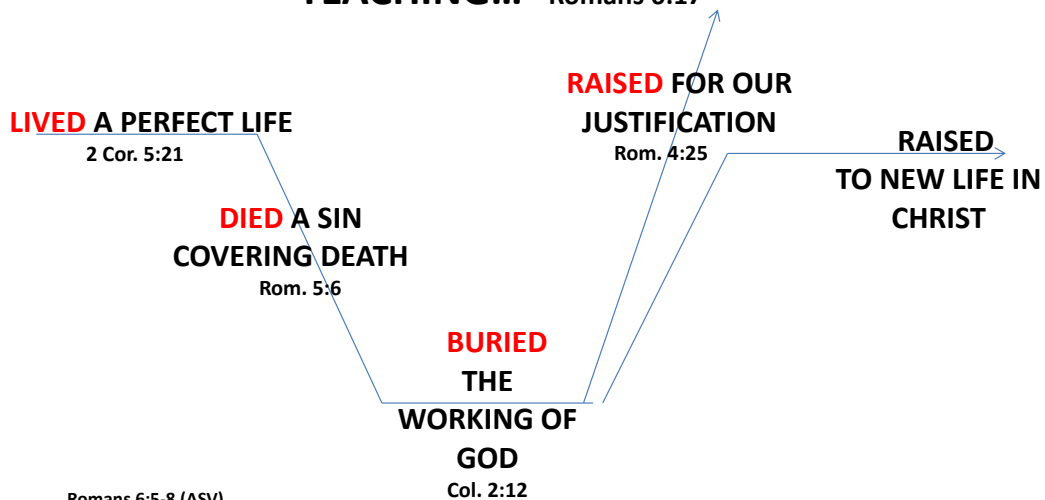 TEACHING... Romans 6:17
RAISED FOR OUR
JUSTIFICATION
Rom. 4:25
LIVED A PERFECT LIFE
2 Cor. 5:21
RAISED
TO NEW LIFE IN
CHRIST
DIED A SIN
COVERING DEATH
Rom. 5:6
BURIED
THE
WORKING OF
GOD
Col. 2:12
Romans 6:5-8 (ASV)